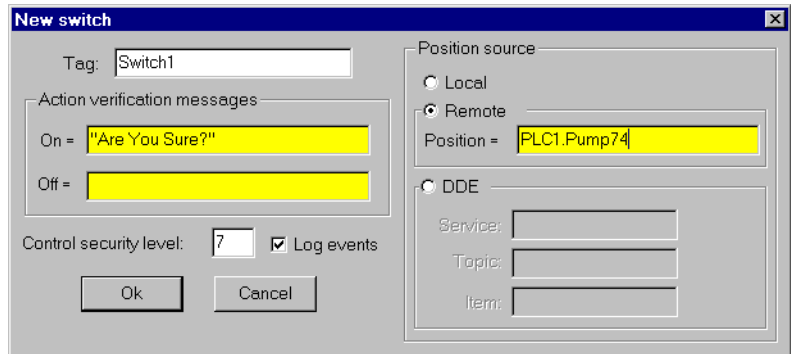 New switch
Tag: Switch1
Action verification messages
On = "Are You Sure?"
Off =
Control security level: 7 Log events
Ok Cancel
Position source
Local
Remote
Position = PLC1.Pump74
DDE
Service:
Topic:
Item: